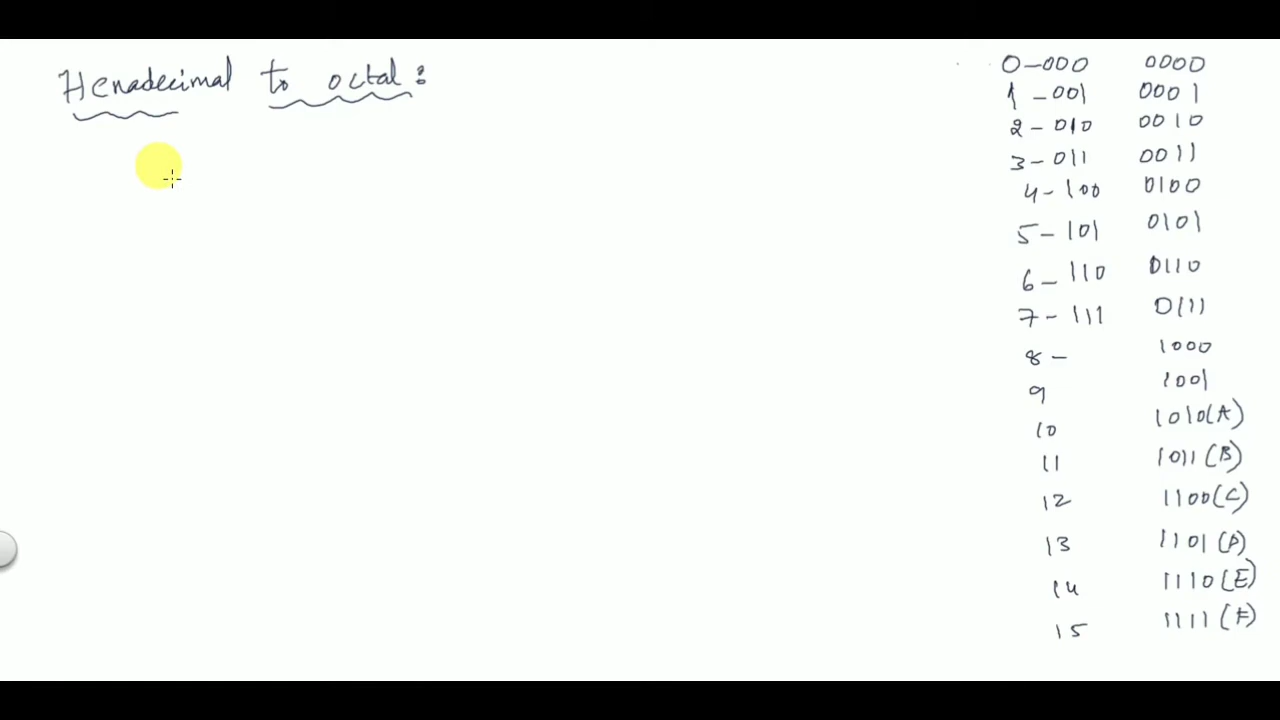 Hexadecimal to octal:
0-000 0000
1-001 0001
2-010 0010
3-011 0011
4-100 0100
5-101 0101
6-110 0110
7-111 0111
8- 1000
9 1001
10 1010(A)
11 1011(B)
12 1100(C)
13 1101(D)
14 1110(E)
15 1111(F)